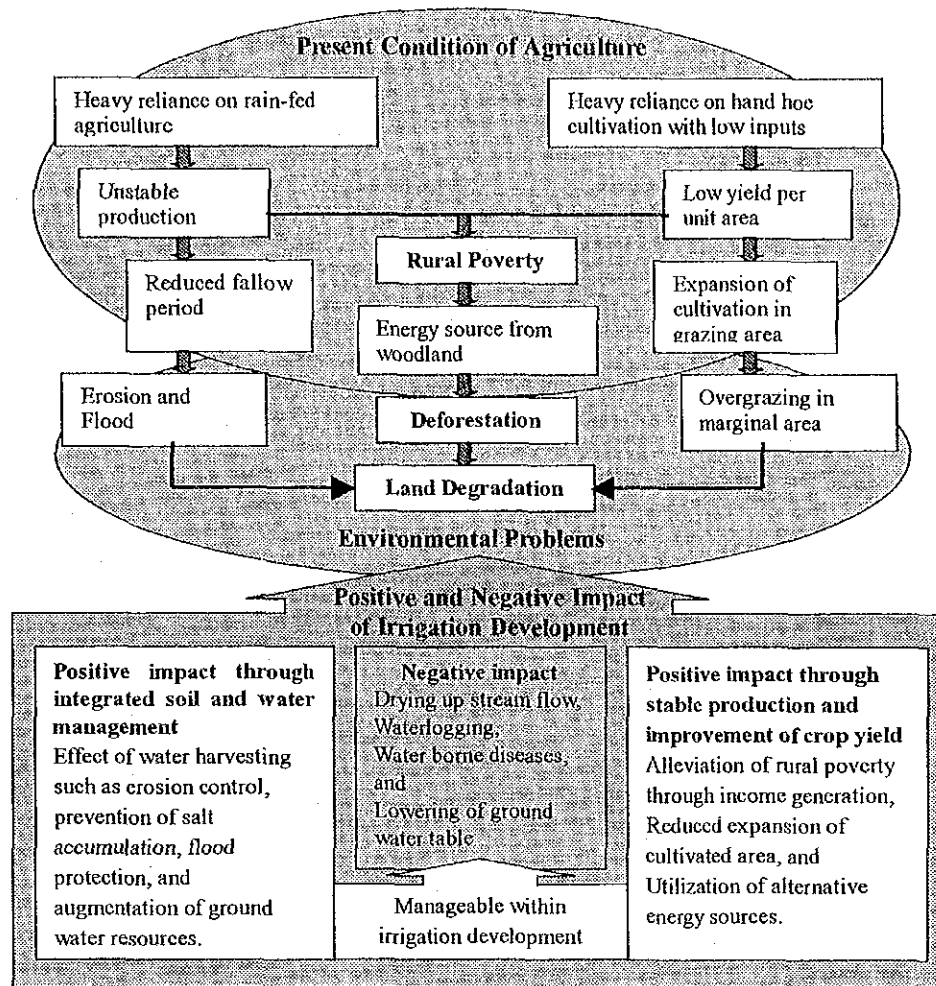 Present Condition of Agriculture
Heavy reliance on rain-fed
agriculture
Heavy reliance on hand hoe
cultivation with low inputs
Unstable
production
Low yield per
unit area
Rural Poverty
Reduced fallow
period
Energy source from
woodland
Expansion of
cultivation in
grazing area
Erosion and
Flood
Deforestation
Overgrazing in
marginal area
Land Degradation
Environmental Problems
Positive and Negative Impact
of Irrigation Development
Positive impact through
integrated soil and water
management
Effect of water harvesting
such as erosion control,
prevention of salt
accumulation, flood
protection, and
augmentation of ground
water resources.
Negative impact
Drying up stream flow,
Waterlogging,
Water borne diseases,
and
Lowering of ground
water table
Manageable within
irrigation development
Positive impact through
stable production and
improvement of crop yield
Alleviation of rural poverty
through income generation,
Reduced expansion of
cultivated area, and
Utilization of alternative
energy sources.